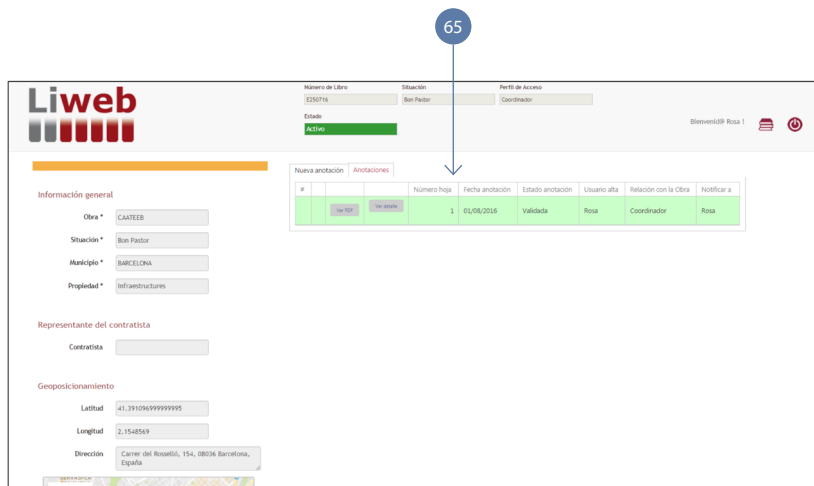 65
Liweb
Número de Libro Situación Perfil de Acceso
E250716 Bon Pastor Coordinador
Estado
Activo
Bienvenid@ Rosa !
Nueva anotación Anotaciones
# Número hoja Fecha anotación Estado anotación Usuario alta Relación con la Obra Notificar a
Ver PDF Ver detalle 1 01/08/2016 Validada Rosa Coordinador Rosa
Información general
Obra * CAATEEB
Situación * Bon Pastor
Municipio * BARCELONA
Propiedad * Infraestructures
Representante del contratista
Contratista
Geoposicionamiento
Latitud 41.391096999999995
Longitud 2.1548569
Dirección Carrer del Rosselló, 154, 08036 Barcelona,
España